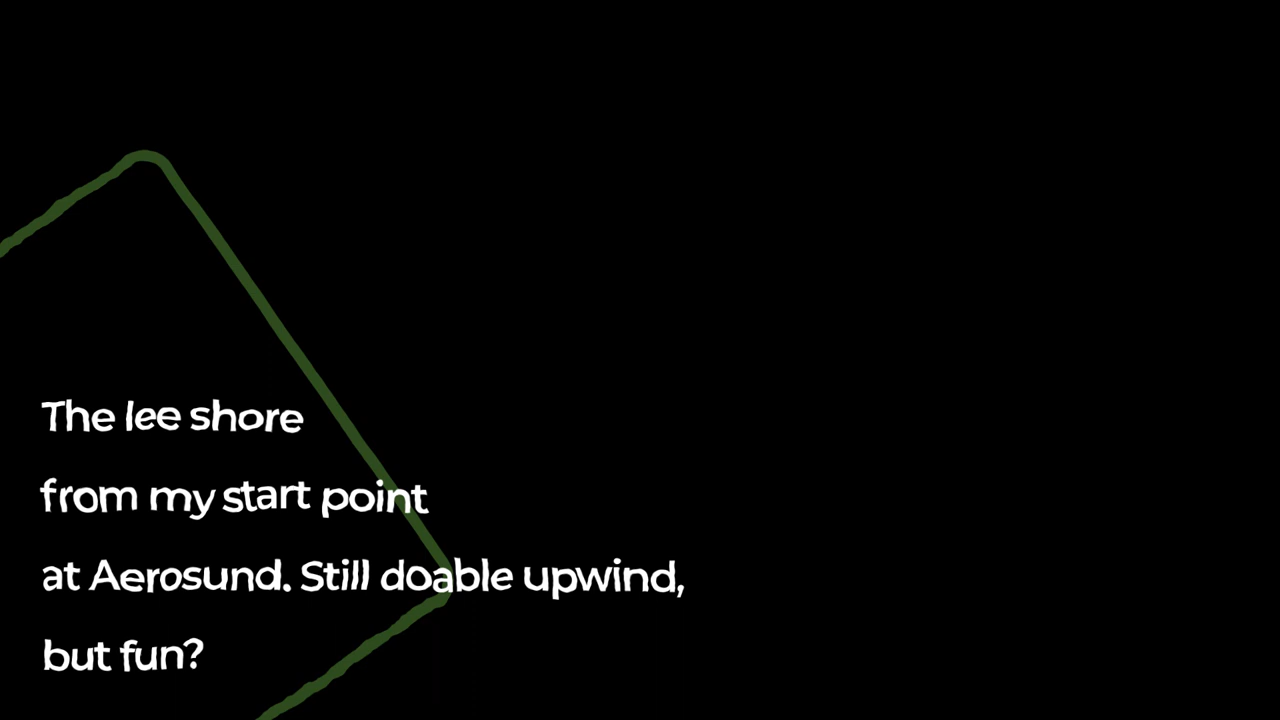 The lee shore
from my start point
at Aerosund. Still doable upwind,
but fun?